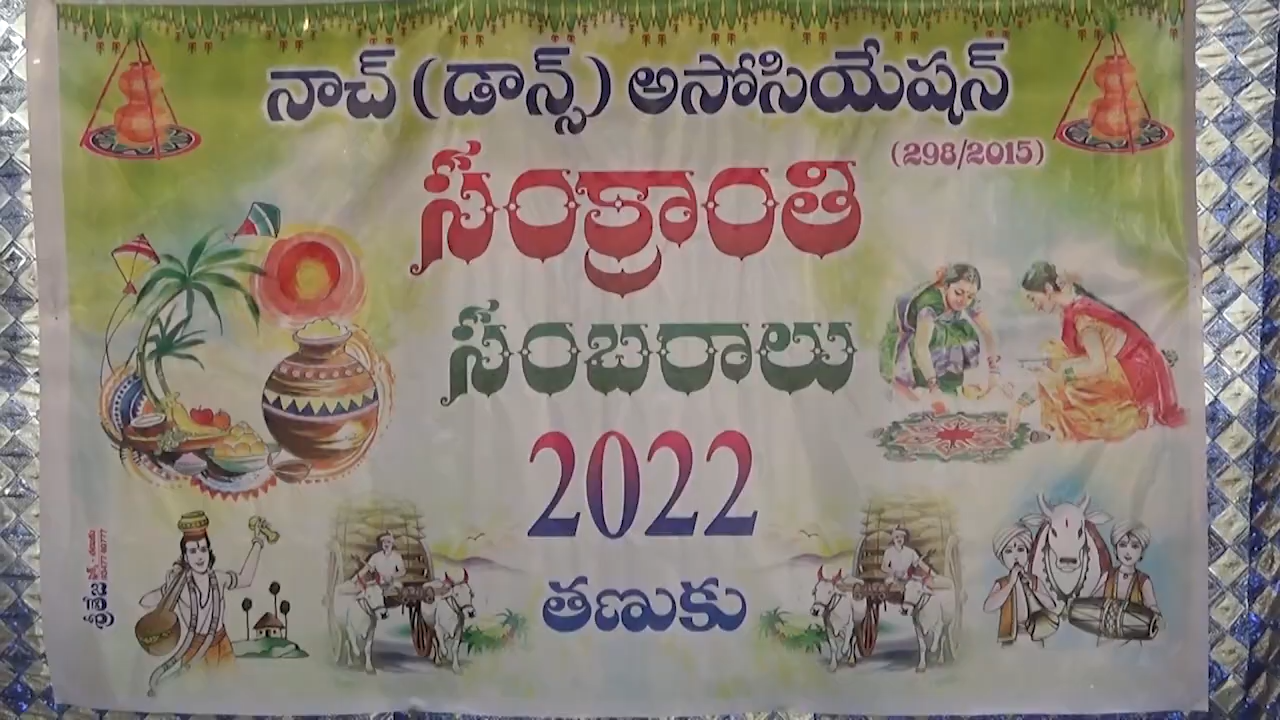 నాచ్ (డాన్స్) అసోసియేషన్
(298/2015)
సంక్రాంతి
సంబరాలు
2022
తణుకు
శ్రీతేజ